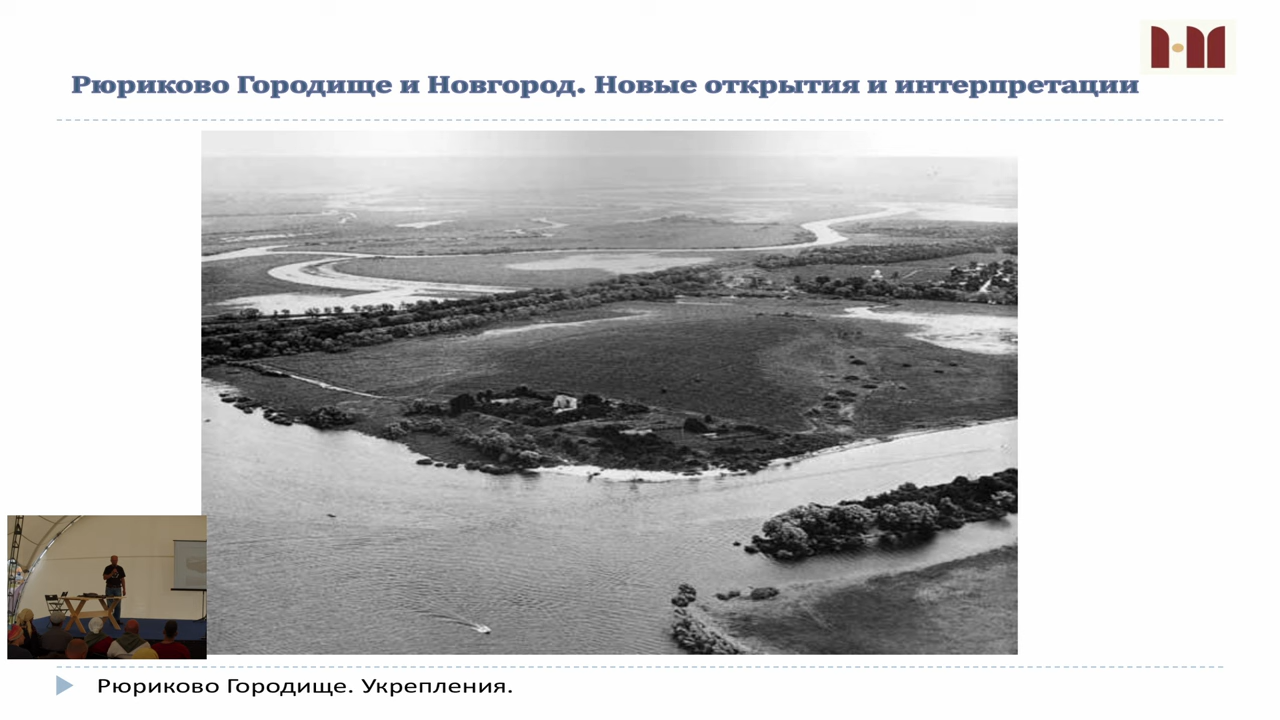 Рюриково Городище и Новгород. Новые открытия и интерпретации
Рюриково Городище. Укрепления.